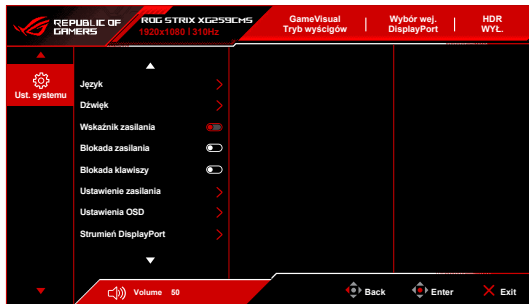 REPUBLIC OF
GAMERS
ROG STRIX XG259CMS
1920x1080 | 310Hz
GameVisual
Tryb wyścigów
Wybór wej.
DisplayPort
HDR
WYŁ.
Ust. systemu
Język
Dźwięk
Wskaźnik zasilania
Blokada zasilania
Blokada klawiszy
Ustawienie zasilania
Ustawienia OSD
Strumień DisplayPort
Volume 50
Back
Enter
Exit